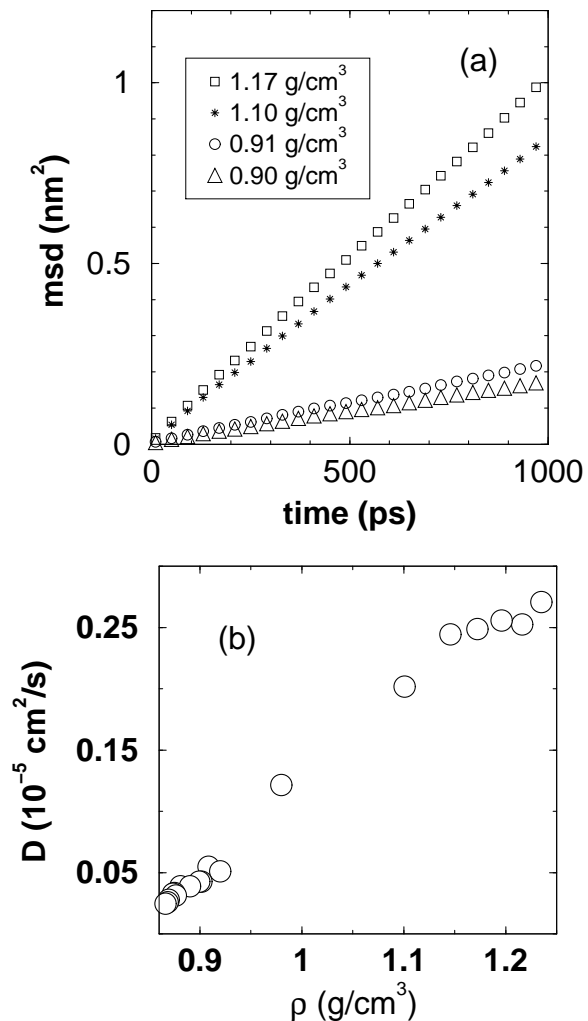 (a)
1
0.5
0
msd (nm²)
□ 1.17 g/cm³
* 1.10 g/cm³
○ 0.91 g/cm³
△ 0.90 g/cm³
0 500 1000
time (ps)
(b)
0.25
0.15
0.05
D (10⁻⁵ cm²/s)
0.9 1 1.1 1.2
ρ (g/cm³)